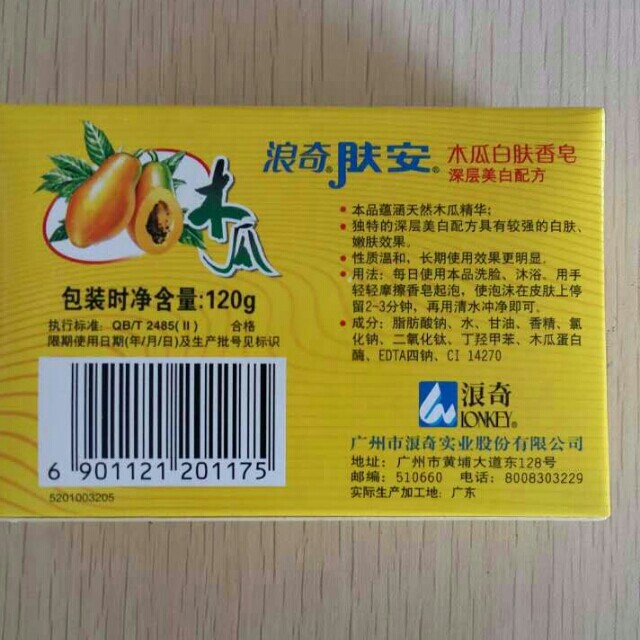 木瓜
包装时净含量:120g
执行标准: QB/T 2485(Ⅱ) 合格
限期使用日期(年/月/日)及生产批号见标识
6 901121 201175
5201003205
浪奇® 肤安®
木瓜白肤香皂
深层美白配方
● 本品蕴涵天然木瓜精华;
● 独特的深层美白配方具有较强的白肤、
嫩肤效果。
● 性质温和，长期使用效果更明显。
● 用法: 每日使用本品洗脸、沐浴。用手
轻轻摩擦香皂起泡，使泡沫在皮肤上停
留2-3分钟，再用清水冲净即可。
● 成分: 脂肪酸钠、水、甘油、香精、氯
化钠、二氧化钛、丁羟甲苯、木瓜蛋白
酶、EDTA四钠、CI 14270
浪奇
LONKEY®
广州市浪奇实业股份有限公司
地址: 广州市黄埔大道东128号
邮编: 510660 电话: 8008303229
实际生产加工地: 广东